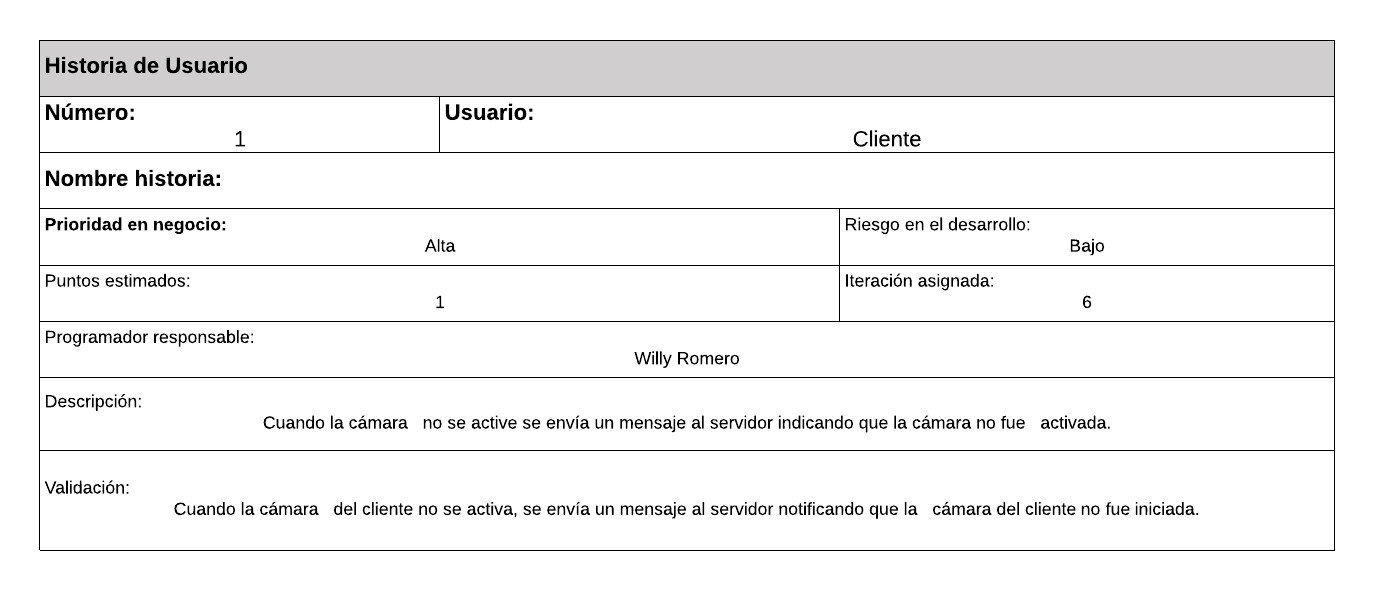 Historia de Usuario
Número:
1
Usuario:
Cliente
Nombre historia:
Prioridad en negocio:
Alta
Riesgo en el desarrollo:
Bajo
Puntos estimados:
1
Iteración asignada:
6
Programador responsable:
Willy Romero
Descripción:
Cuando la cámara no se active se envía un mensaje al servidor indicando que la cámara no fue activada.
Validación:
Cuando la cámara del cliente no se activa, se envía un mensaje al servidor notificando que la cámara del cliente no fue iniciada.